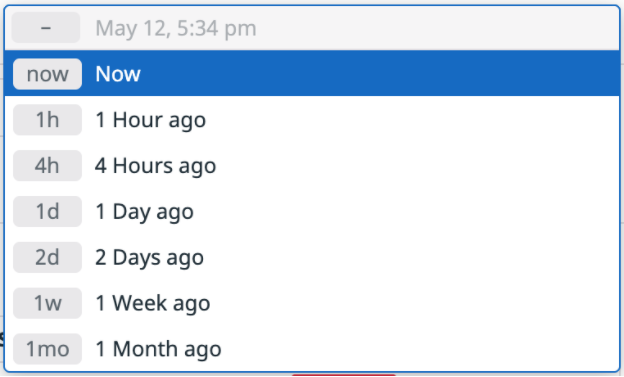 – May 12, 5:34 pm
now Now
1h 1 Hour ago
4h 4 Hours ago
1d 1 Day ago
2d 2 Days ago
1w 1 Week ago
1mo 1 Month ago